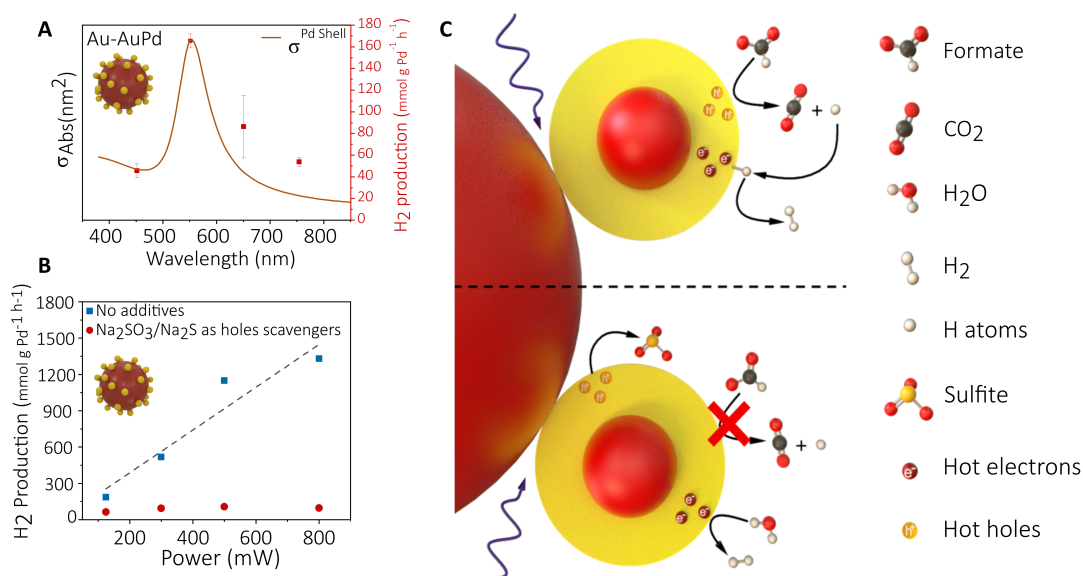 A
Au-AuPd
σ Pd Shell
σAbs(nm²)
180
160
140
120
100
80
60
40
20
0
H2 production (mmol g Pd⁻¹ h⁻¹)
400 500 600 700 800
Wavelength (nm)
B
No additives
Na₂SO₃/Na₂S as holes scavengers
H2 Production (mmol g Pd⁻¹ h-1)
1800
1500
1200
900
600
300
0
200 400 600 800
Power (mW)
C
h⁺ h⁺ h⁺ h⁺
e⁻ e⁻ e⁻
+
h⁺ h⁺ h⁺ h⁺
+
e⁻ e⁻ e⁻
Formate
CO₂
H₂O
H₂
H atoms
Sulfite
e⁻ Hot electrons
h⁺ Hot holes